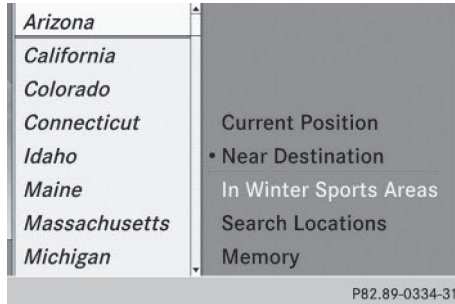 Arizona
California
Colorado
Connecticut
Idaho
Maine
Massachusetts
Michigan
Current Position
• Near Destination
In Winter Sports Areas
Search Locations
Memory
P82.89-0334-31